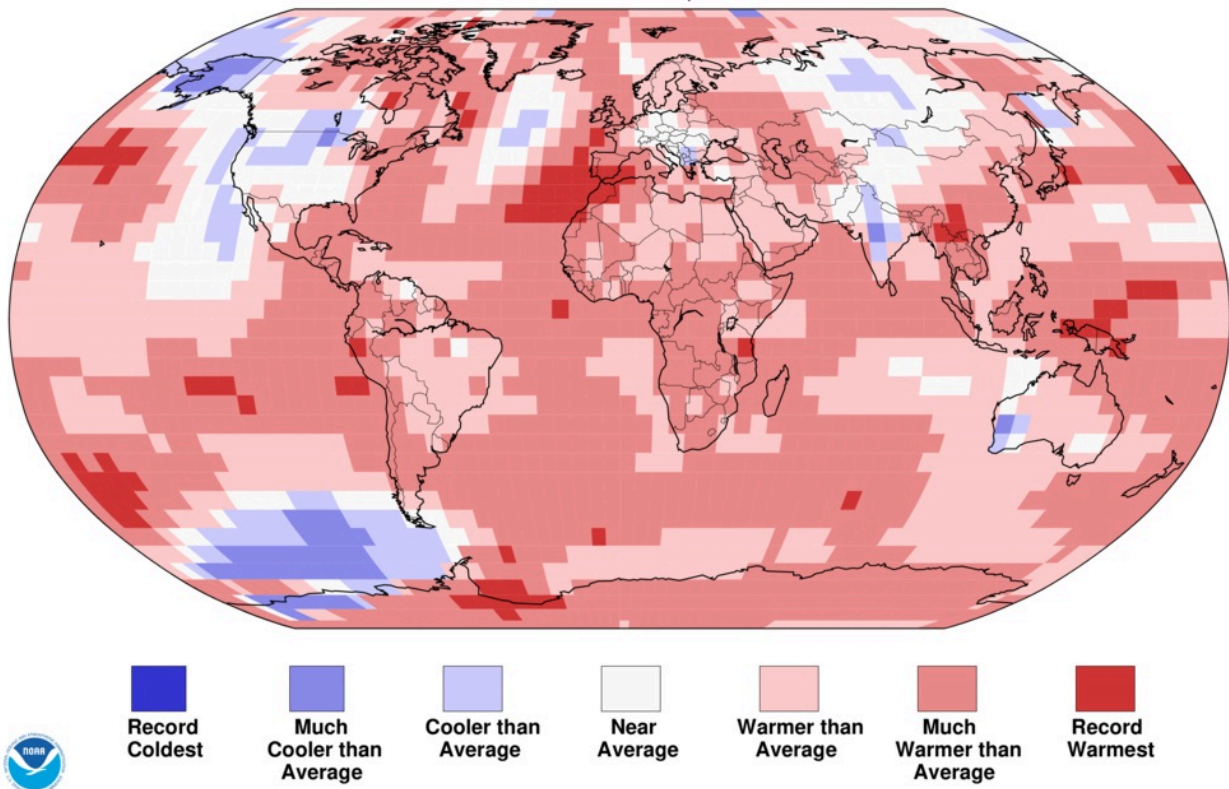 Record
Coldest
Much
Cooler than
Average
Cooler than
Average
Near
Average
Warmer than
Average
Much
Warmer than
Average
Record
Warmest
NOAA